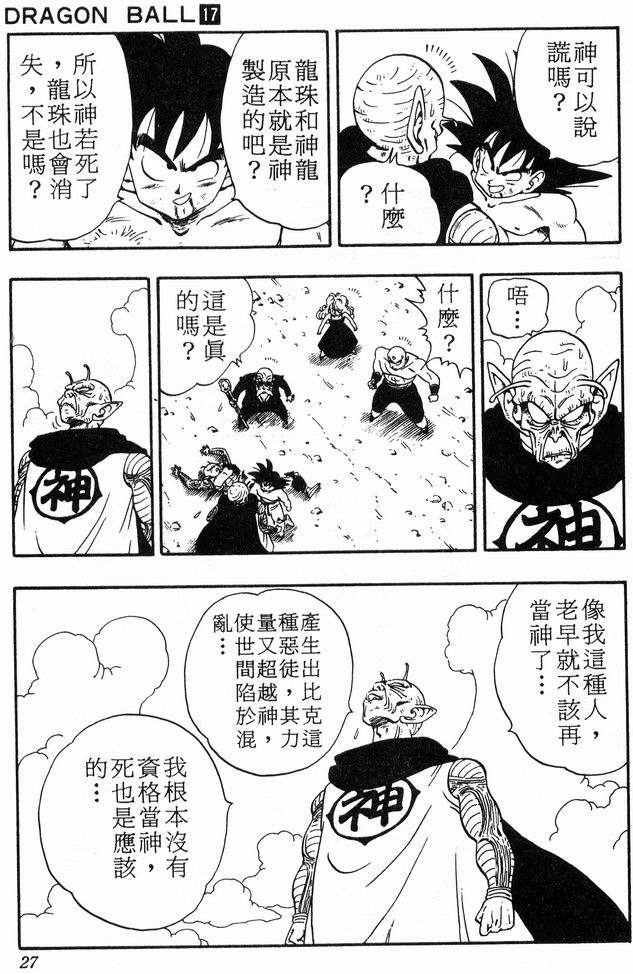 DRAGON BALL 17
神可以說
謊嗎？
什麼
？
龍珠和神龍
原本就是神
製造的吧？
所以神若死了
，龍珠也會消
失，不是嗎？
唔…
什麼？
這是眞
的嗎？
神
神
像我這種人，
老早就不該再
當神了…
產生出比克這
種惡徒，其力
量又超越神，
使世間陷於混
亂…
神
我根本沒有
資格當神，
死也是應該
的…
27